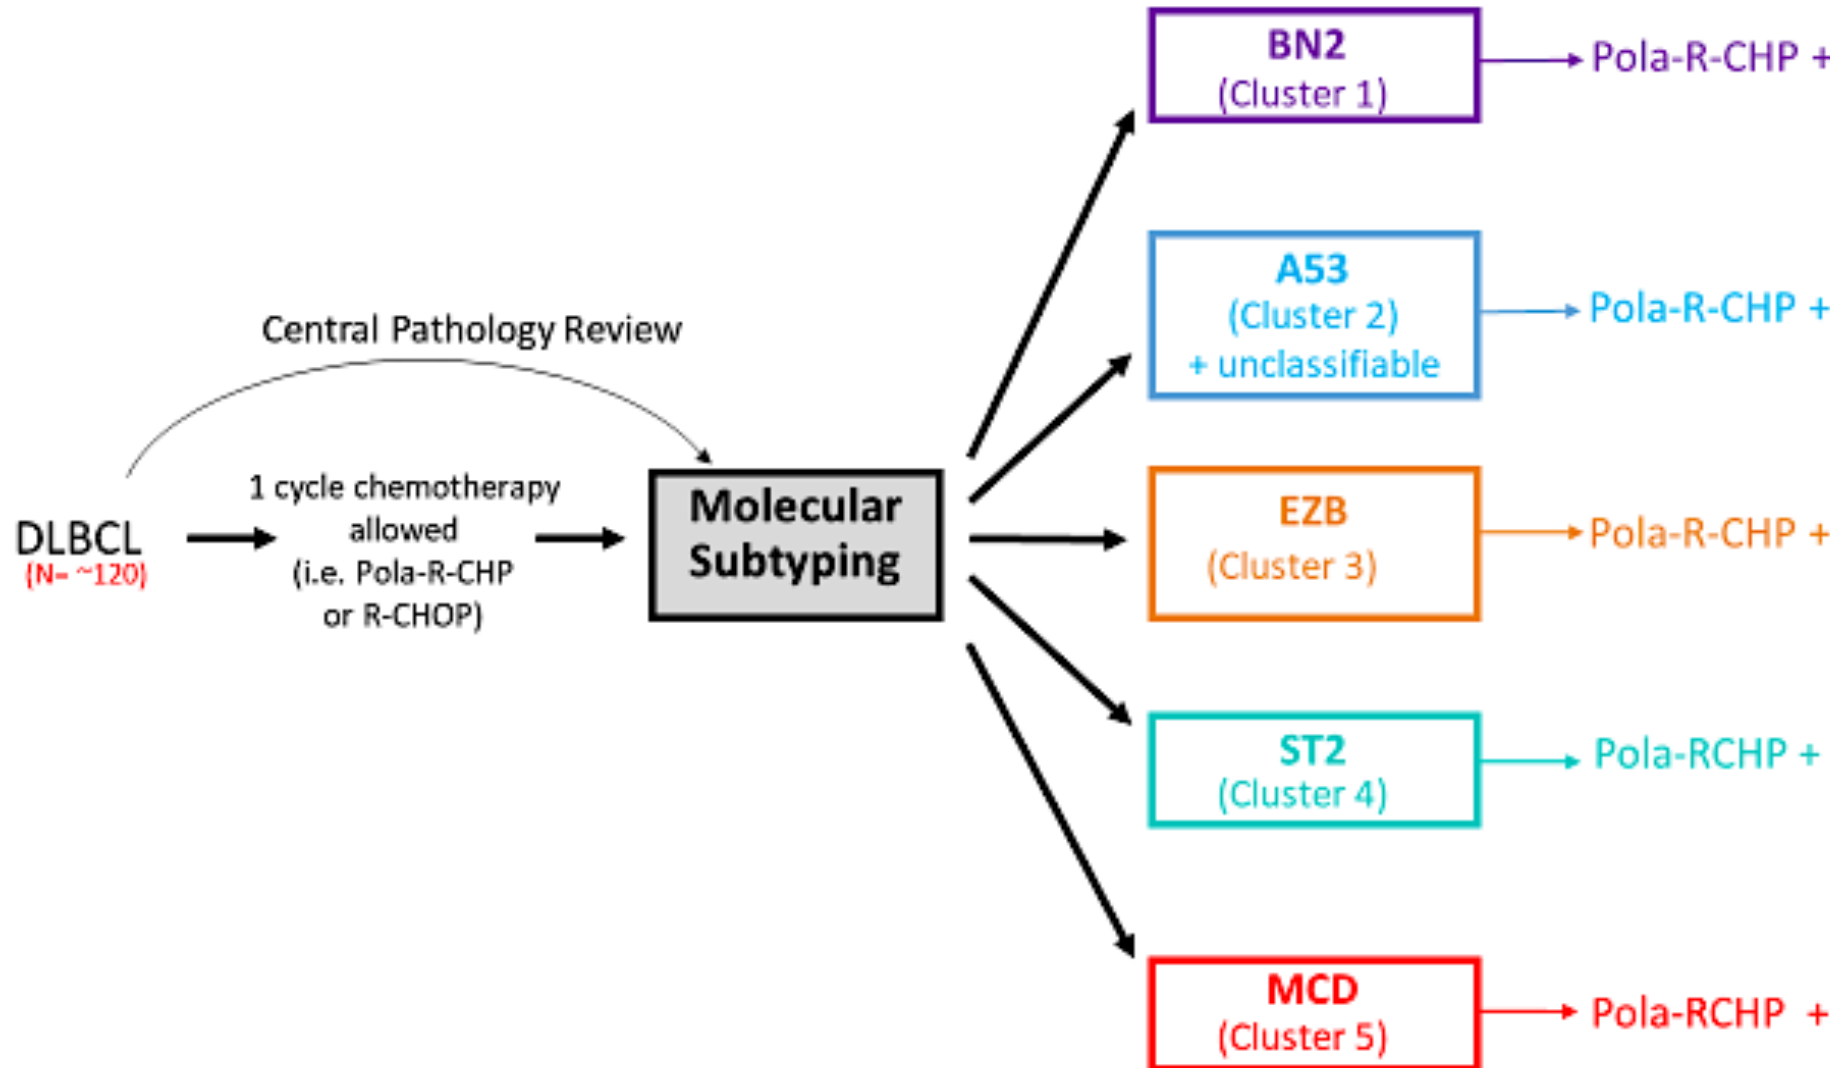 Central Pathology Review
DLBCL
(N= ~120)
1 cycle chemotherapy
allowed
(i.e. Pola-R-CHP
or R-CHOP)
Molecular
Subtyping
BN2
(Cluster 1)
Pola-R-CHP +
A53
(Cluster 2)
+ unclassifiable
Pola-R-CHP +
EZB
(Cluster 3)
Pola-R-CHP +
ST2
(Cluster 4)
Pola-RCHP +
MCD
(Cluster 5)
Pola-RCHP +